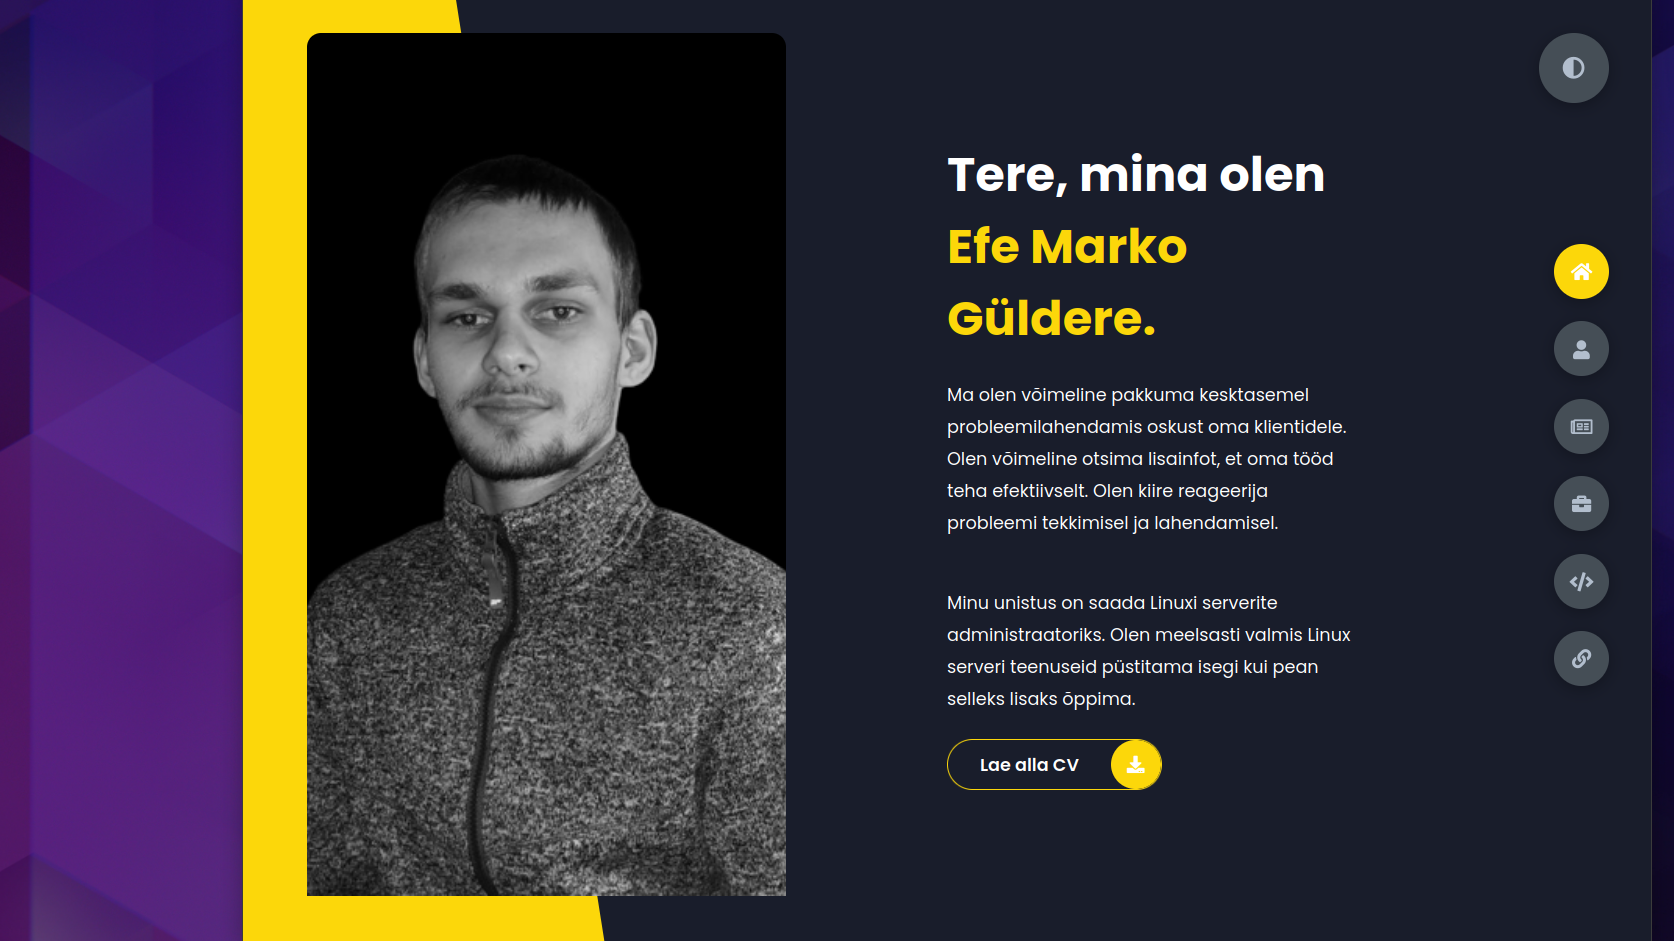 Tere, mina olen
Efe Marko
Güldere.
Ma olen võimeline pakkuma kesktasemel
probleemilahendamis oskust oma klientidele.
Olen võimeline otsima lisainfot, et oma tööd
teha efektiivselt. Olen kiire reageerija
probleemi tekkimisel ja lahendamisel.
Minu unistus on saada Linuxi serverite
administraatoriks. Olen meelsasti valmis Linux
serveri teenuseid püstitama isegi kui pean
selleks lisaks õppima.
Lae alla CV